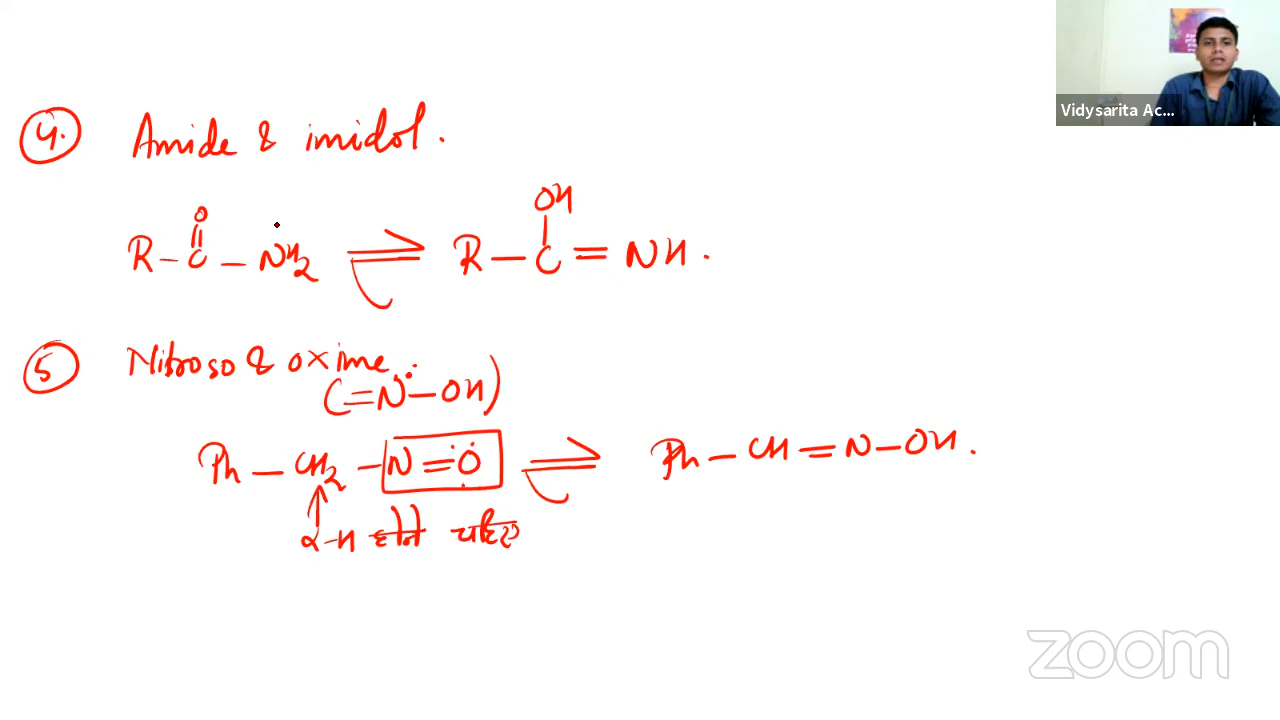 Vidysarita Ac...
4. Amide & imidol.
O OH
R - C - NH2 ⇌ R - C = NH.
5 Nitroso & oxime.
(=N̈-OH)
Ph - CH2 - N = O ⇌ Ph - CH = N - OH.
α-H होना चाहिए
zoom